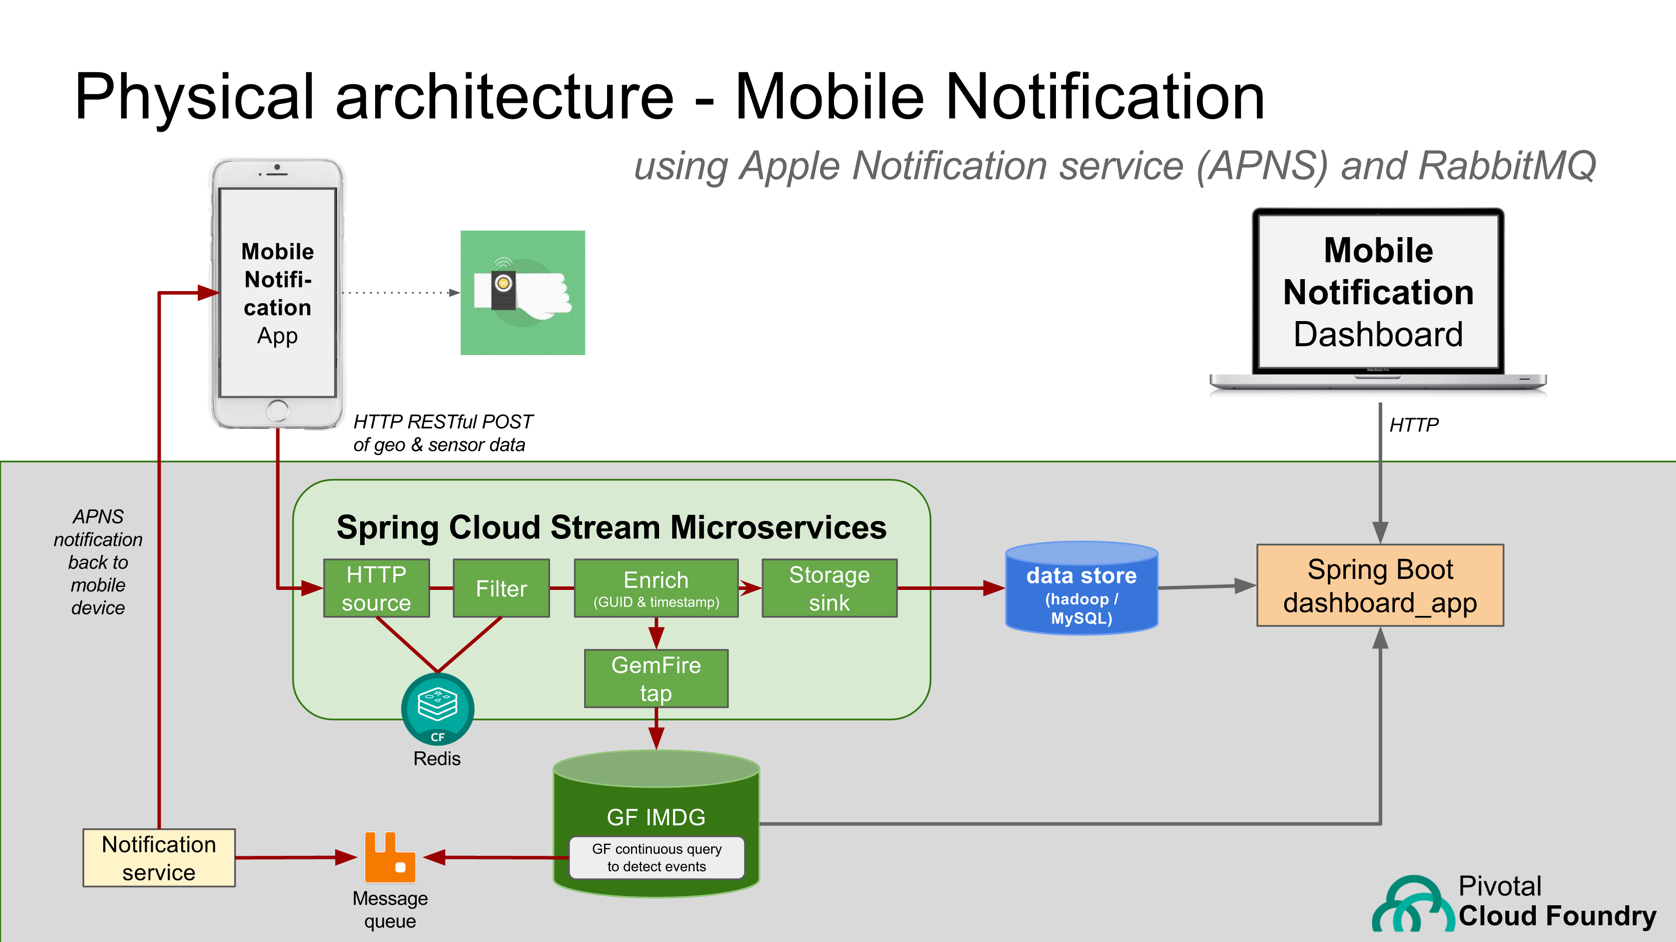 Physical architecture - Mobile Notification
using Apple Notification service (APNS) and RabbitMQ
Mobile
Notifi-
cation
App
Mobile
Notification
Dashboard
HTTP RESTful POST
of geo & sensor data
HTTP
APNS
notification
back to
mobile
device
Spring Cloud Stream Microservices
HTTP
source
Filter
Enrich
(GUID & timestamp)
Storage
sink
data store
(hadoop /
MySQL)
Spring Boot
dashboard_app
GemFire
tap
CF
Redis
GF IMDG
GF continuous query
to detect events
Notification
service
Message
queue
Pivotal
Cloud Foundry